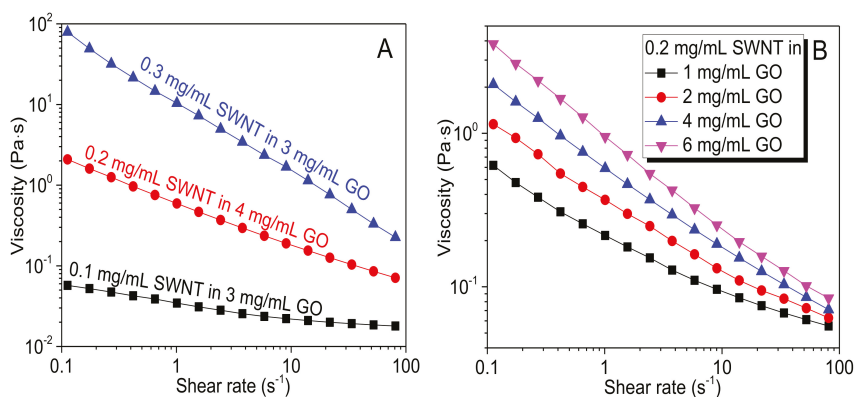 A
10²
10¹
10⁰
10⁻¹
10⁻²
Viscosity (Pa·s)
0.3 mg/mL SWNT in 3 mg/mL GO
0.2 mg/mL SWNT in 4 mg/mL GO
0.1 mg/mL SWNT in 3 mg/mL GO
0.1 1 10 100
Shear rate (s⁻¹)
B
0.2 mg/mL SWNT in
1 mg/mL GO
2 mg/mL GO
4 mg/mL GO
6 mg/mL GO
10⁰
10⁻¹
Viscosity (Pa·s)
0.1 1 10 100
Shear rate (s⁻¹)